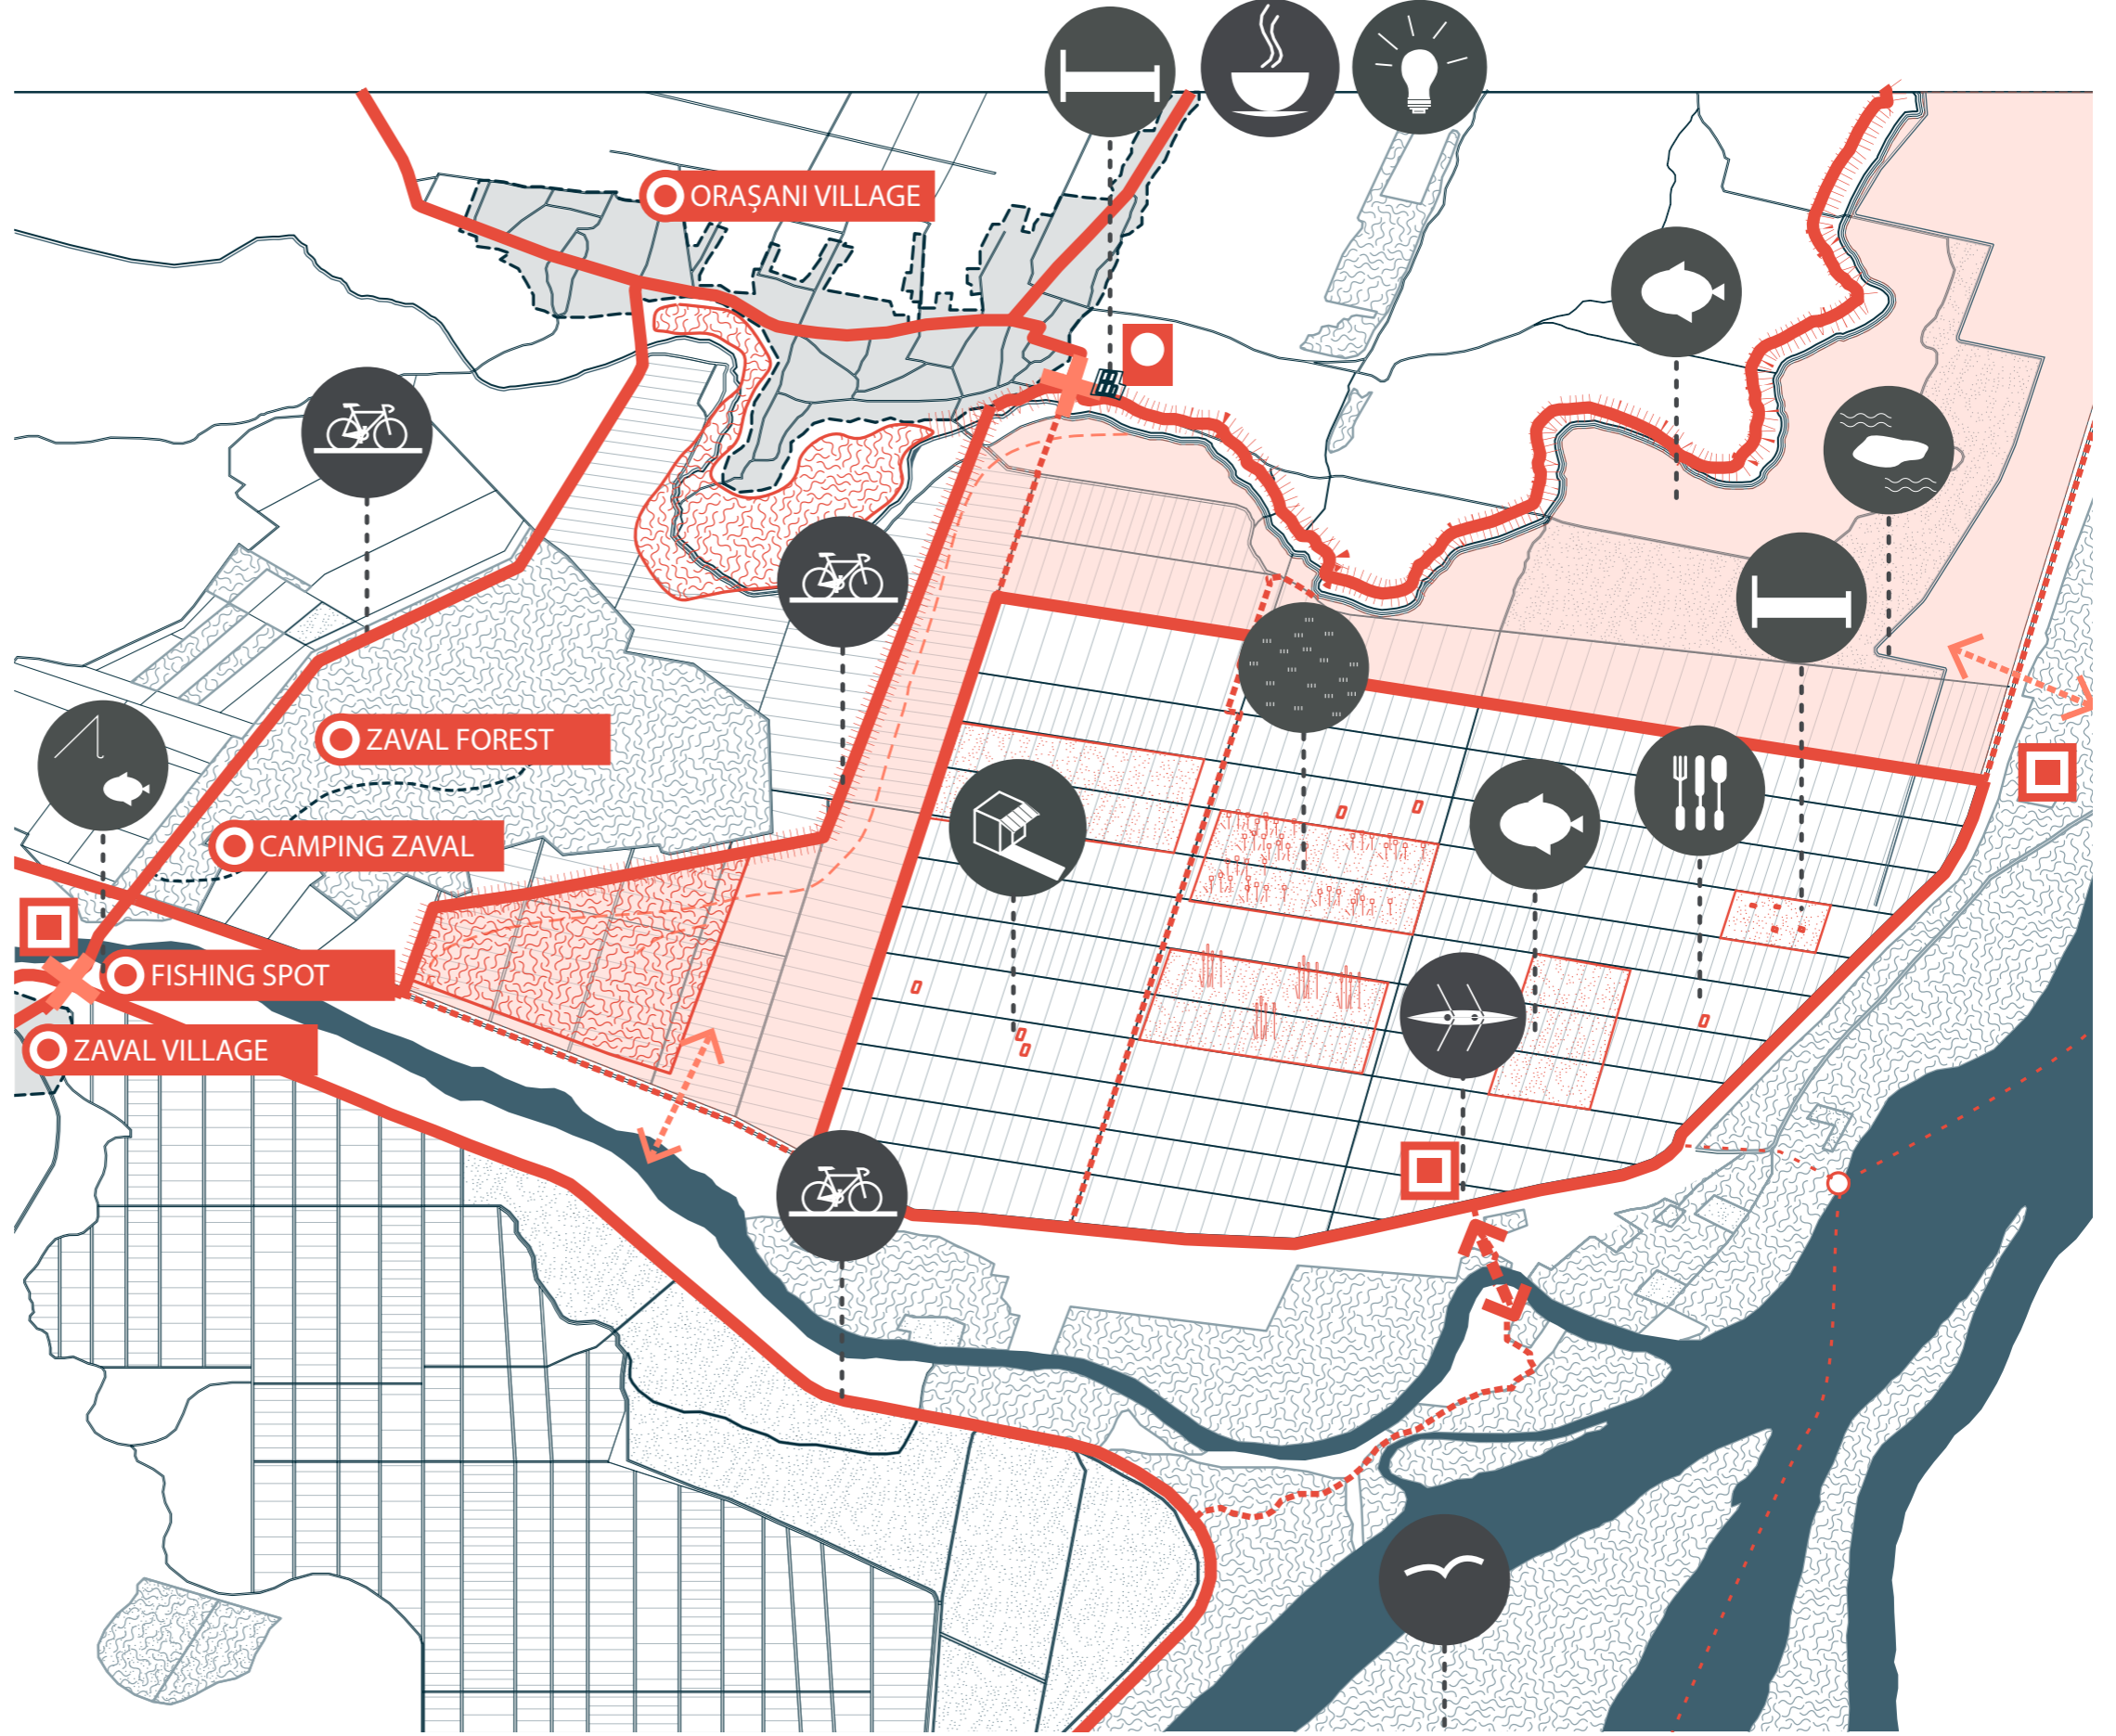 ORAȘANI VILLAGE
ZAVAL FOREST
CAMPING ZAVAL
FISHING SPOT
ZAVAL VILLAGE